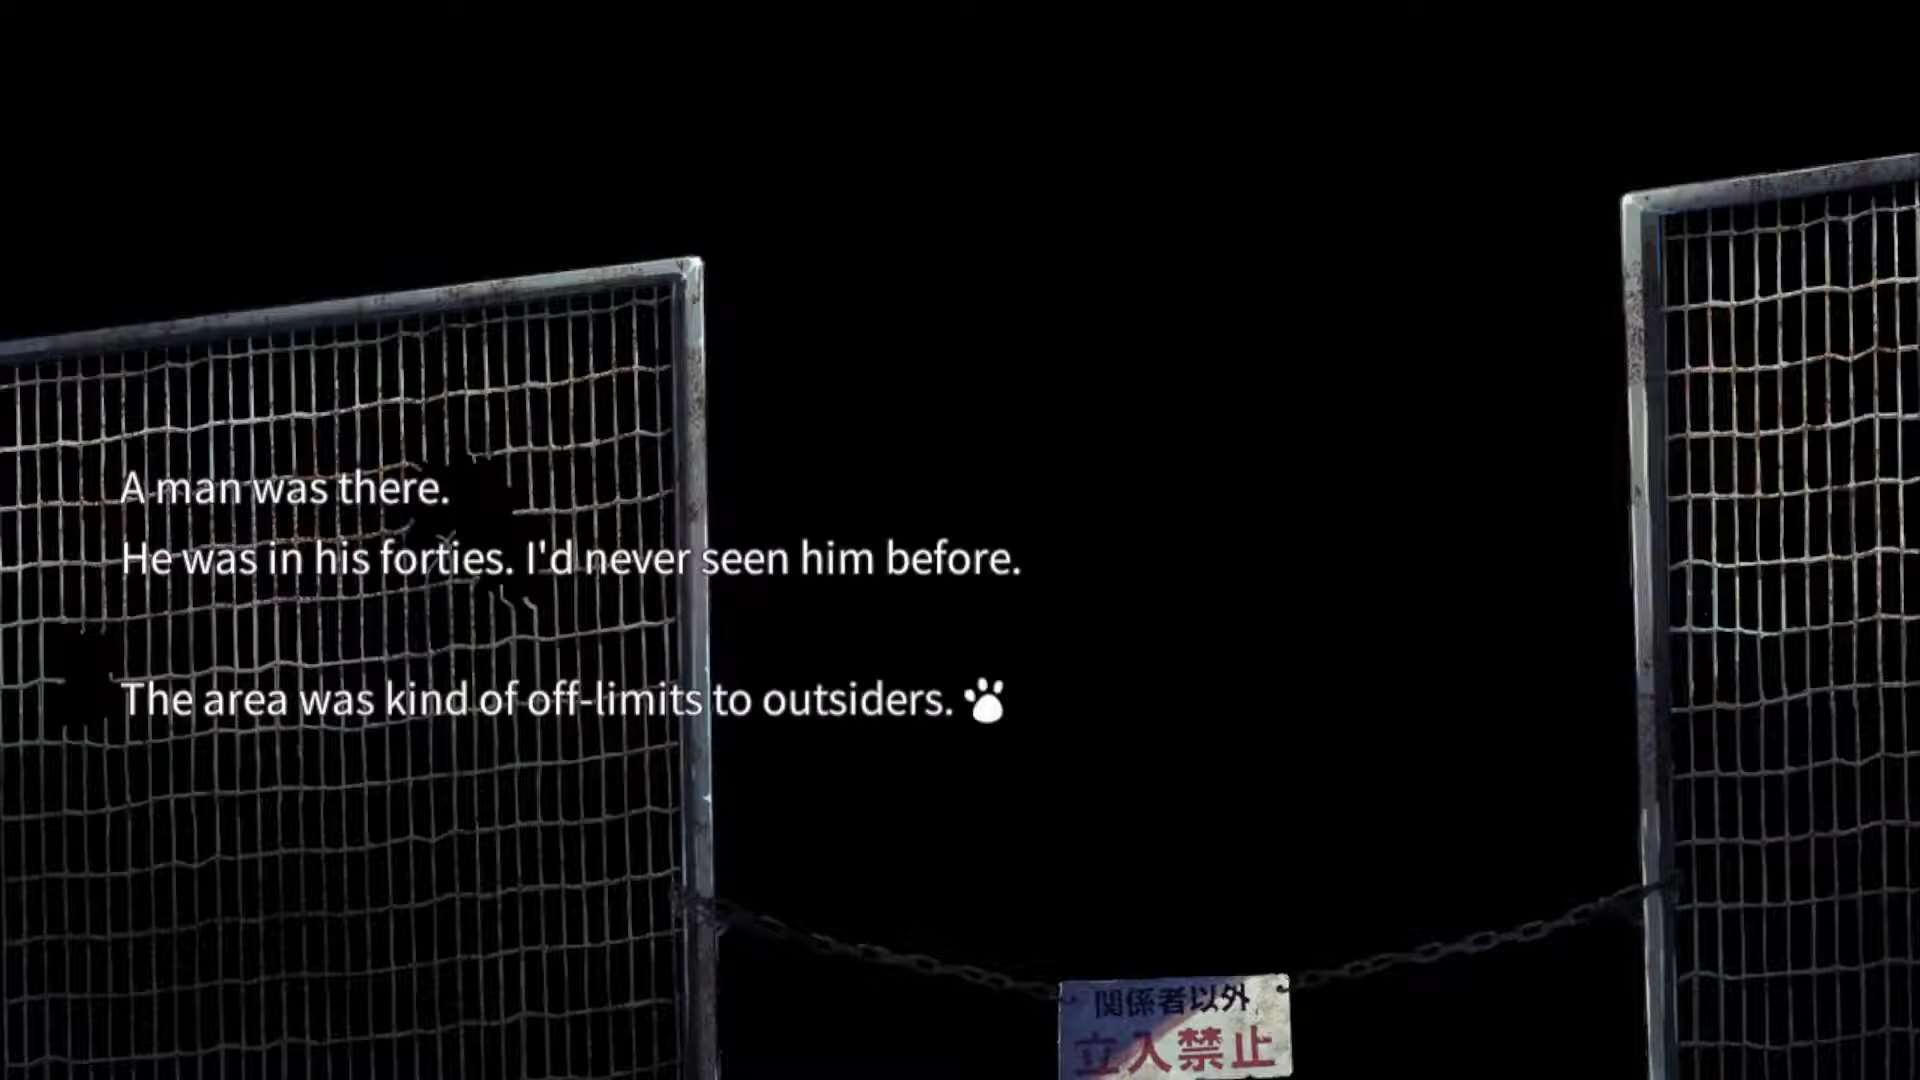 A man was there.
He was in his forties. I'd never seen him before.
The area was kind of off-limits to outsiders.
関係者以外
立入禁止